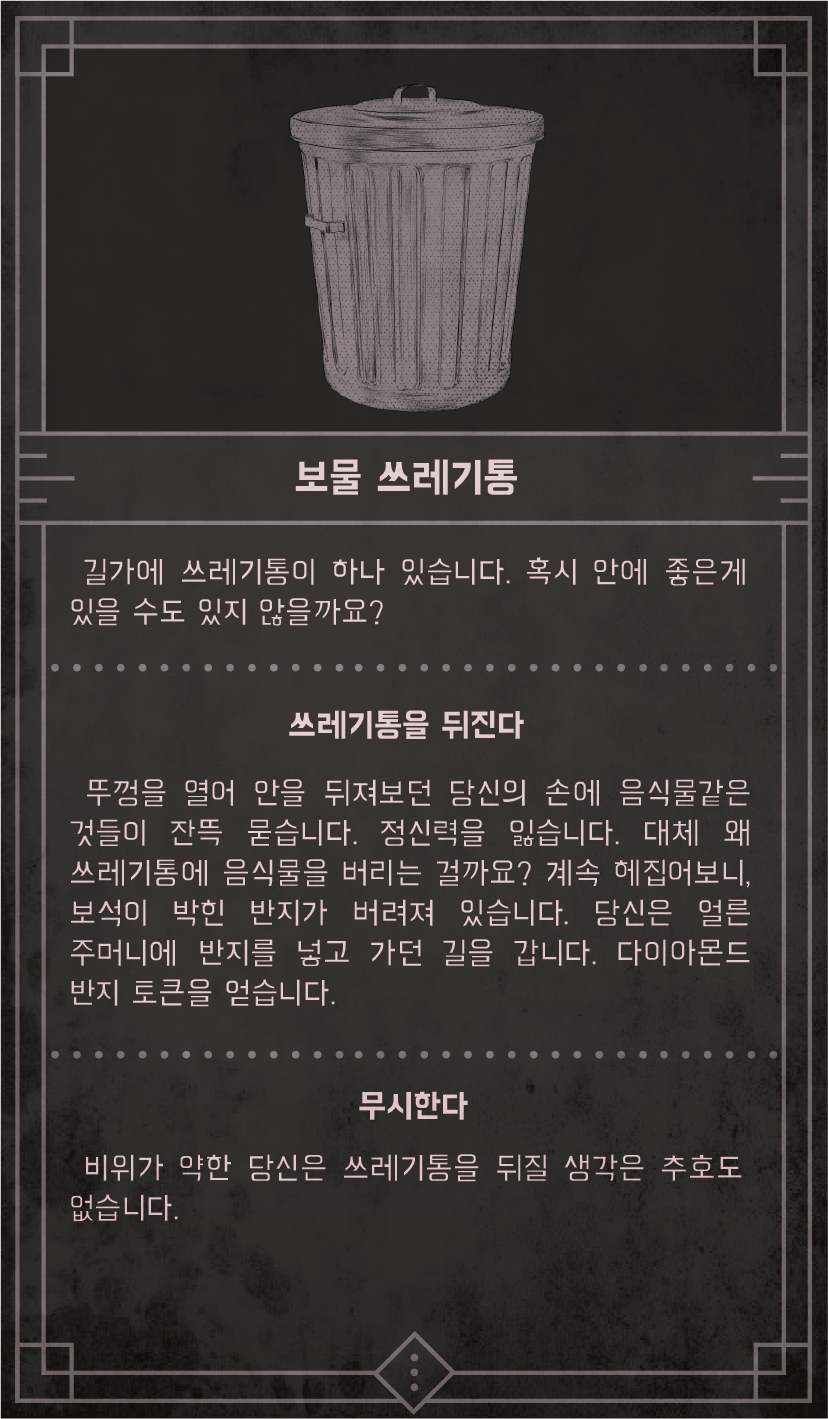 보물 쓰레기통
길가에 쓰레기통이 하나 있습니다. 혹시 안에 좋은게
있을 수도 있지 않을까요?
쓰레기통을 뒤진다
뚜껑을 열어 안을 뒤져보던 당신의 손에 음식물같은
것들이 잔뜩 묻습니다. 정신력을 잃습니다. 대체 왜
쓰레기통에 음식물을 버리는 걸까요? 계속 헤집어보니,
보석이 박힌 반지가 버려져 있습니다. 당신은 얼른
주머니에 반지를 넣고 가던 길을 갑니다. 다이아몬드
반지 토큰을 얻습니다.
무시한다
비위가 약한 당신은 쓰레기통을 뒤질 생각은 추호도
없습니다.